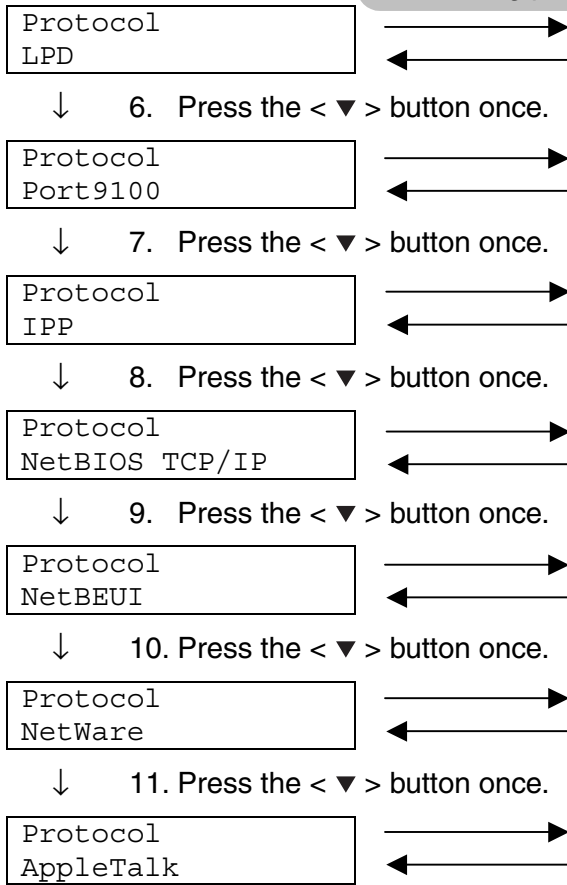 Protocol
LPD
↓ 6. Press the < ▼ > button once.
Protocol
Port9100
↓ 7. Press the < ▼ > button once.
Protocol
IPP
↓ 8. Press the < ▼ > button once.
Protocol
NetBIOS TCP/IP
↓ 9. Press the < ▼ > button once.
Protocol
NetBEUI
↓ 10. Press the < ▼ > button once.
Protocol
NetWare
↓ 11. Press the < ▼ > button once.
Protocol
AppleTalk